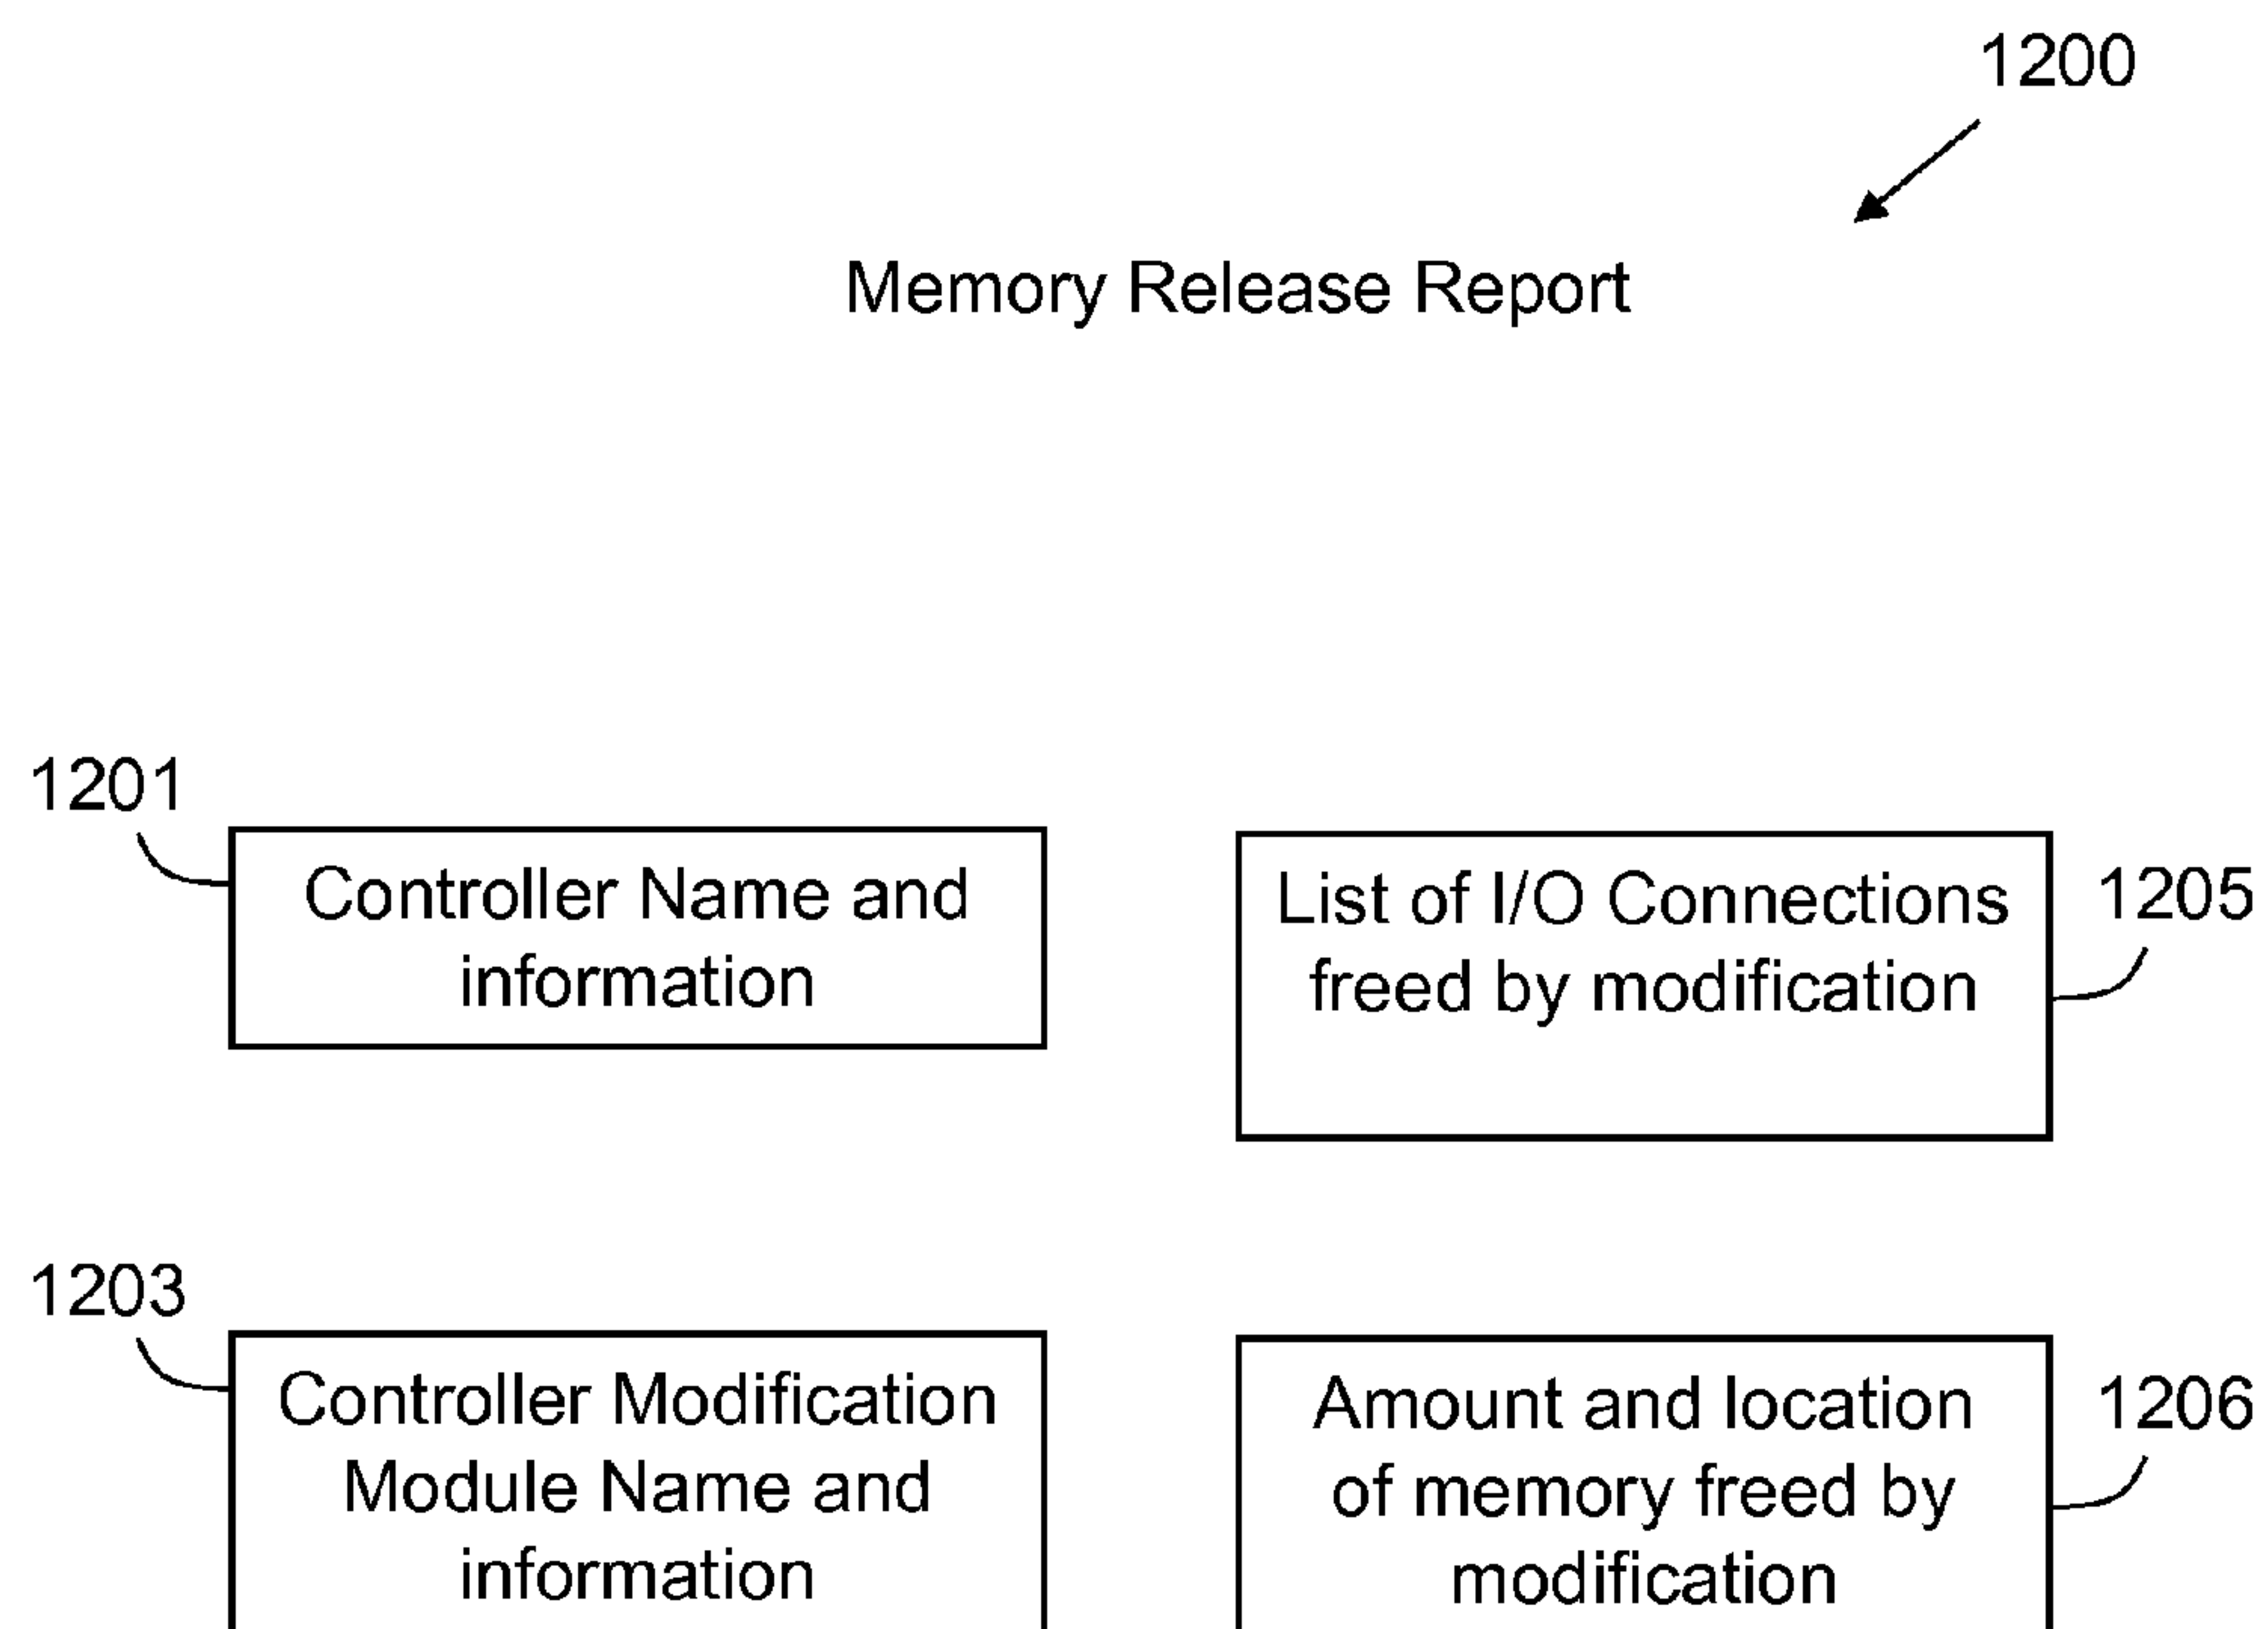 1200
Memory Release Report
1201
Controller Name and
information
List of I/O Connections
freed by modification
1205
1203
Controller Modification
Module Name and
information
Amount and location
of memory freed by
modification
1206